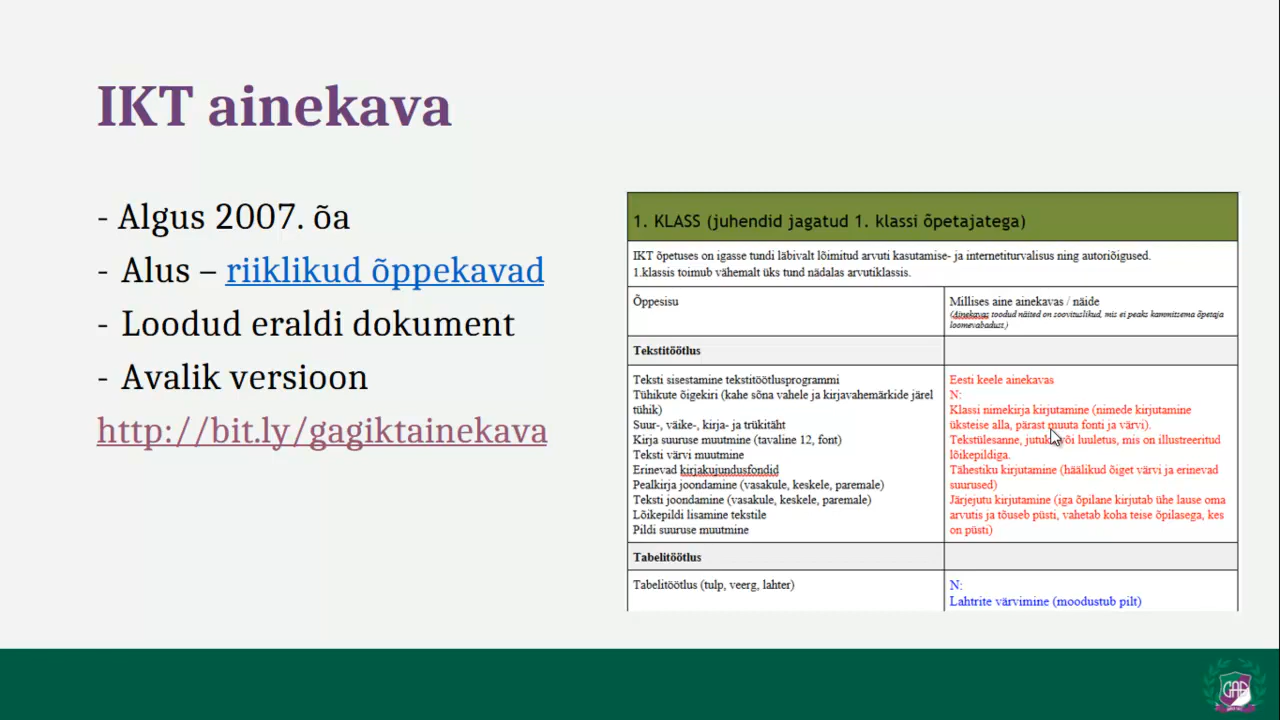 IKT ainekava
- Algus 2007. õa
- Alus – riiklikud õppekavad
- Loodud eraldi dokument
- Avalik versioon
http://bit.ly/gagiktainekava
1. KLASS (juhendid jagatud 1. klassi õpetajatega)
IKT õpetuses on igasse tundi läbivalt lõimitud arvuti kasutamise- ja internetiturvalisus ning autoriõigused.
1.klassis toimub vähemalt üks tund nädalas arvutiklassis.
Õppesisu
Millises aine ainekavas / näide
(Ainekavas toodud näited on soovituslikud, mis ei peaks kammitsema õpetaja
loomevabadust.)
Tekstitöötlus
Teksti sisestamine tekstitöötlusprogrammi
Tühikute õigekiri (kahe sõna vahele ja kirjavahemärkide järel
tühik)
Suur-, väike-, kirja- ja trükitäht
Kirja suuruse muutmine (tavaline 12, font)
Teksti värvi muutmine
Erinevad kirjakujundusfondid
Pealkirja joondamine (vasakule, keskele, paremale)
Teksti joondamine (vasakule, keskele, paremale)
Lõikepildi lisamine tekstile
Pildi suuruse muutmine
Eesti keele ainekavas
N:
Klassi nimekirja kirjutamine (nimede kirjutamine
üksteise alla, pärast muuta fonti ja värvi).
Tekstülesanne, jutuke või luuletus, mis on illustreeritud
lõikepildiga.
Tähestiku kirjutamine (häälikud õiget värvi ja erinevad
suurused)
Järjejutu kirjutamine (iga õpilane kirjutab ühe lause oma
arvutis ja tõuseb püsti, vahetab koha teise õpilasega, kes
on püsti)
Tabelitöötlus
Tabelitöötlus (tulp, veerg, lahter)
N:
Lahtrite värvimine (moodustub pilt)
GAG